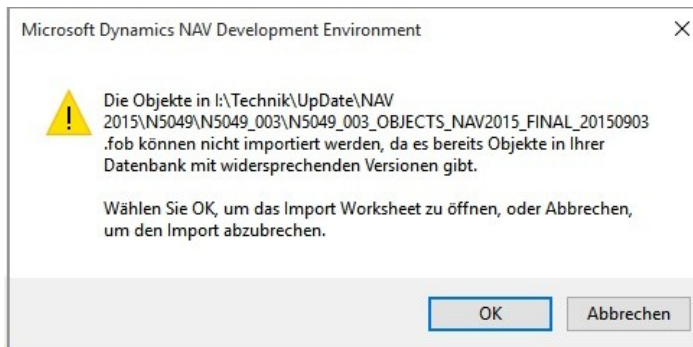 Microsoft Dynamics NAV Development Environment
Die Objekte in I:\Technik\UpDate\NAV
2015\N5049\N5049_003\N5049_003_OBJECTS_NAV2015_FINAL_20150903
.fob können nicht importiert werden, da es bereits Objekte in Ihrer
Datenbank mit widersprechenden Versionen gibt.
Wählen Sie OK, um das Import Worksheet zu öffnen, oder Abbrechen,
um den Import abzubrechen.
OK Abbrechen